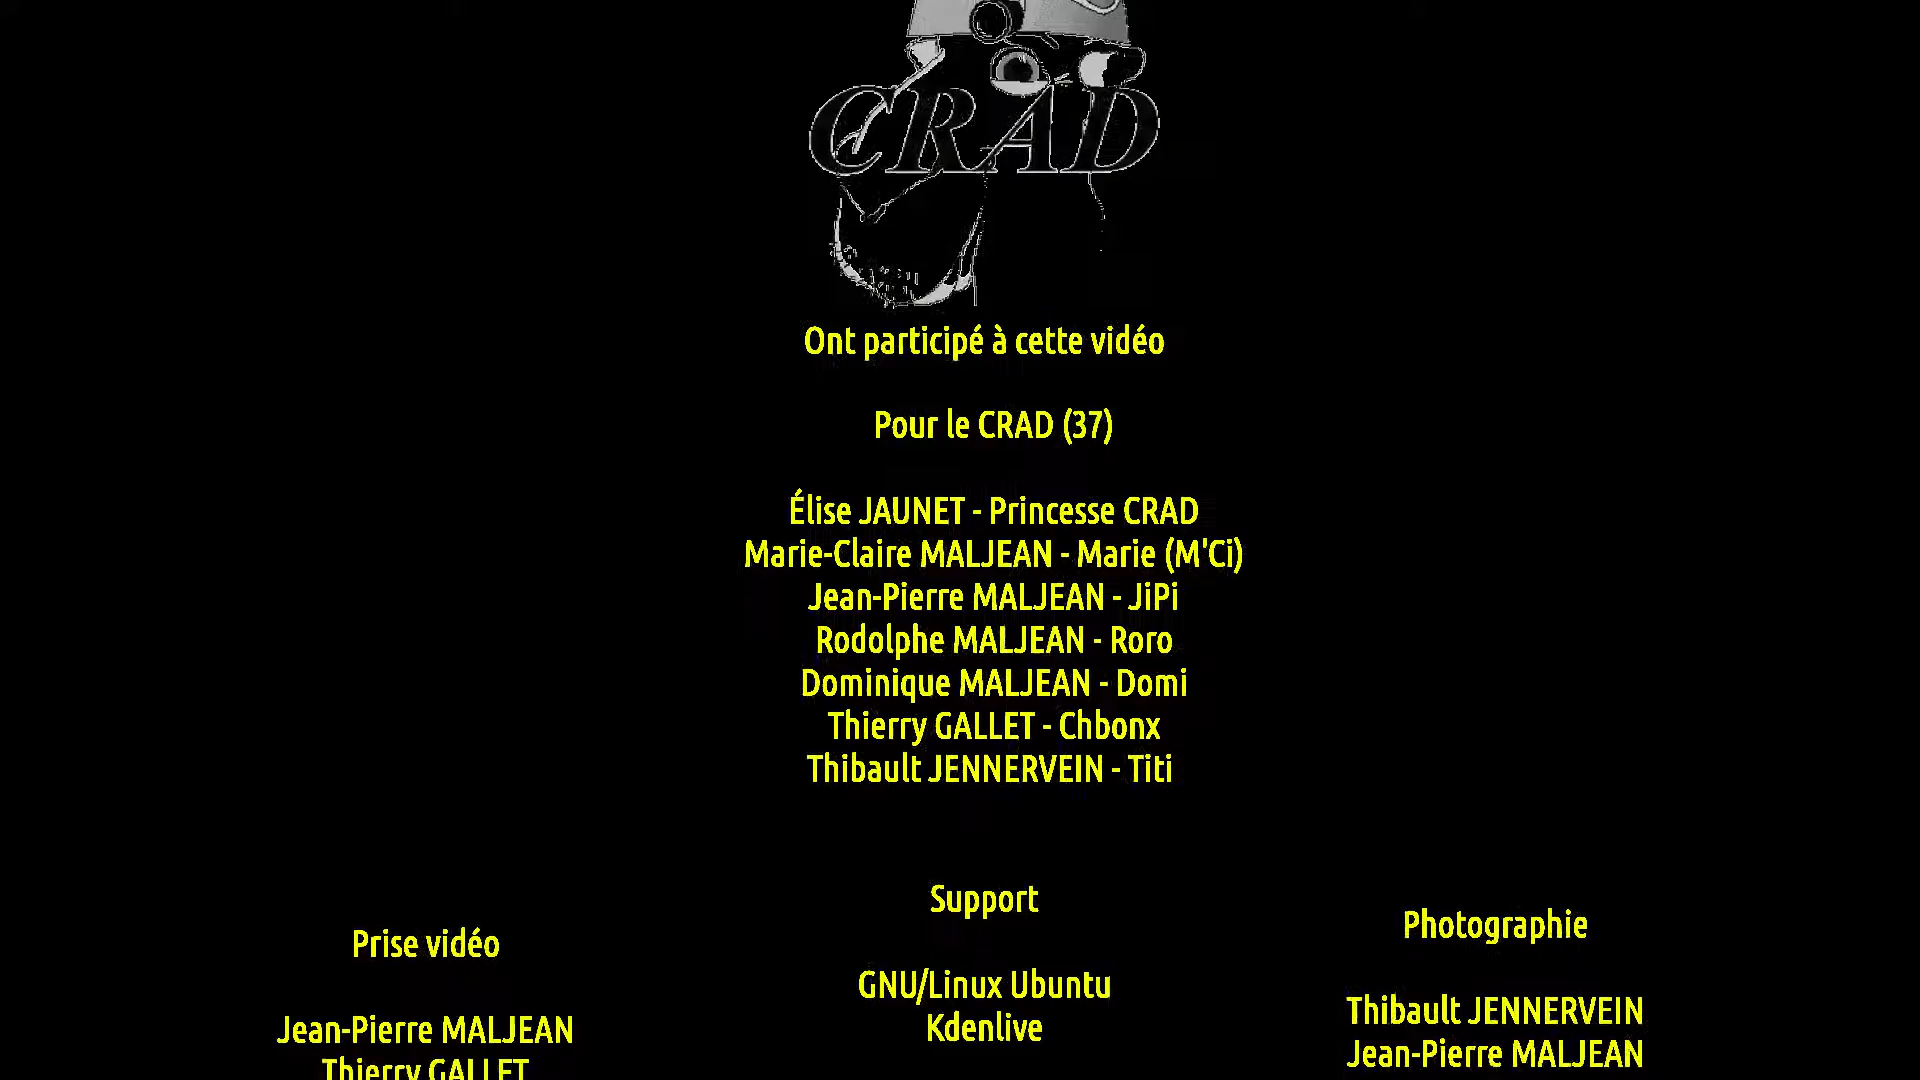 CRAD
Ont participé à cette vidéo
Pour le CRAD (37)
Élise JAUNET - Princesse CRAD
Marie-Claire MALJEAN - Marie (M'Ci)
Jean-Pierre MALJEAN - JiPi
Rodolphe MALJEAN - Roro
Dominique MALJEAN - Domi
Thierry GALLET - Chbonx
Thibault JENNERVEIN - Titi
Prise vidéo
Jean-Pierre MALJEAN
Thierry GALLET
Support
GNU/Linux Ubuntu
Kdenlive
Photographie
Thibault JENNERVEIN
Jean-Pierre MALJEAN